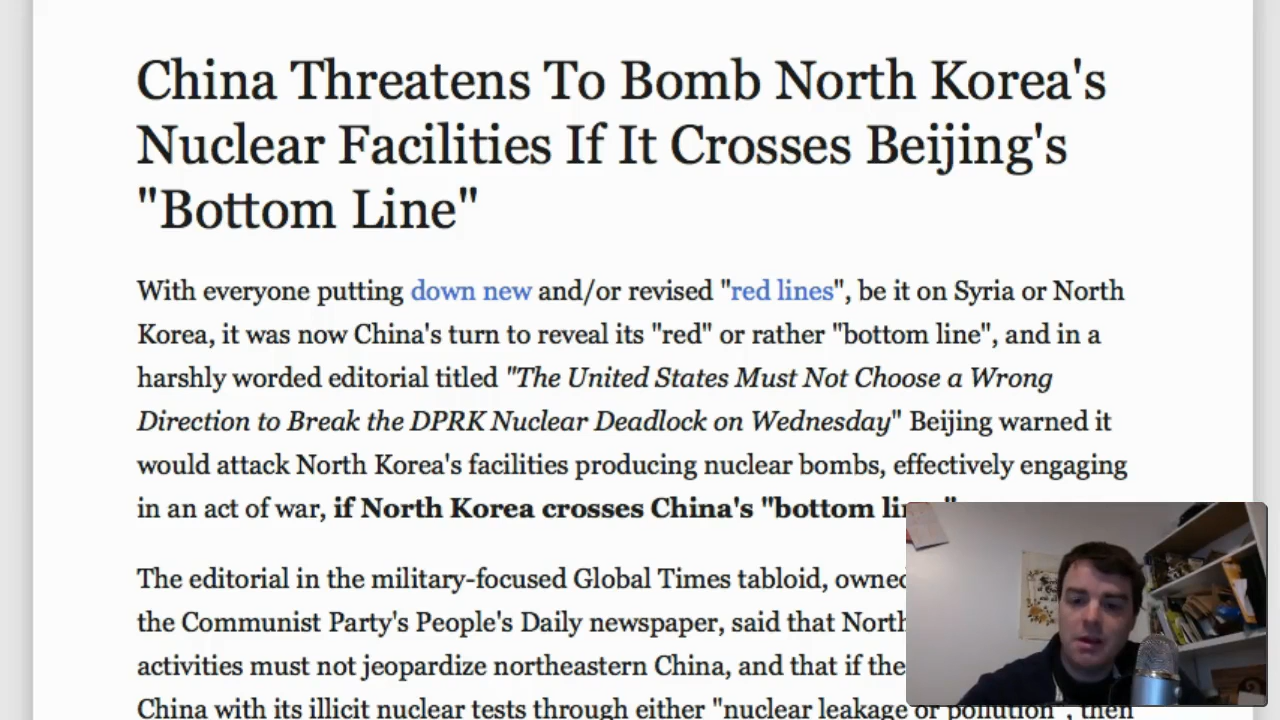 China Threatens To Bomb North Korea's
Nuclear Facilities If It Crosses Beijing's
"Bottom Line"
With everyone putting down new and/or revised "red lines", be it on Syria or North
Korea, it was now China's turn to reveal its "red" or rather "bottom line", and in a
harshly worded editorial titled "The United States Must Not Choose a Wrong
Direction to Break the DPRK Nuclear Deadlock on Wednesday" Beijing warned it
would attack North Korea's facilities producing nuclear bombs, effectively engaging
in an act of war, if North Korea crosses China's "bottom
The editorial in the military-focused Global Times tabloid, owned
the Communist Party's People's Daily newspaper, said that North
activities must not jeopardize northeastern China, and that if the
China with its illicit nuclear tests through either "nuclear leakage or pollution", then